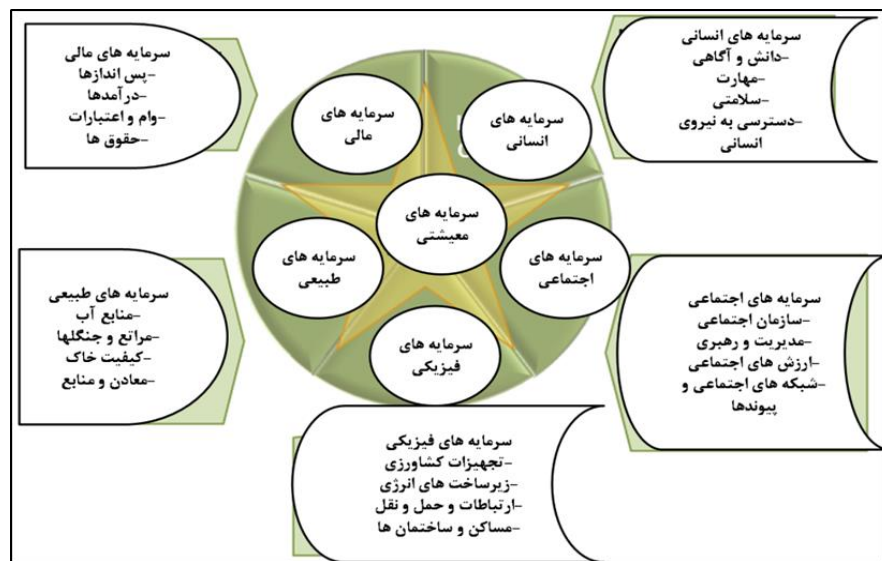 سرمایه های انسانی
-دانش و آگاهی
-مهارت
-سلامتی
-دسترسی به نیروی
انسانی
سرمایه های مالی
-پس اندازها
-درآمدها
-وام و اعتبارات
-حقوق ها
سرمایه های
انسانی
سرمایه های
مالی
سرمایه های
معیشتی
سرمایه های
اجتماعی
سرمایه های
طبیعی
سرمایه های
فیزیکی
سرمایه های اجتماعی
-سازمان اجتماعی
-مدیریت و رهبری
-ارزش های اجتماعی
-شبکه های اجتماعی و
پیوندها
سرمایه های طبیعی
-منابع آب
-مراتع و جنگلها
-کیفیت خاک
-معادن و منابع
سرمایه های فیزیکی
-تجهیزات کشاورزی
-زیرساخت های انرژی
-ارتباطات و حمل و نقل
-مساکن و ساختمان ها